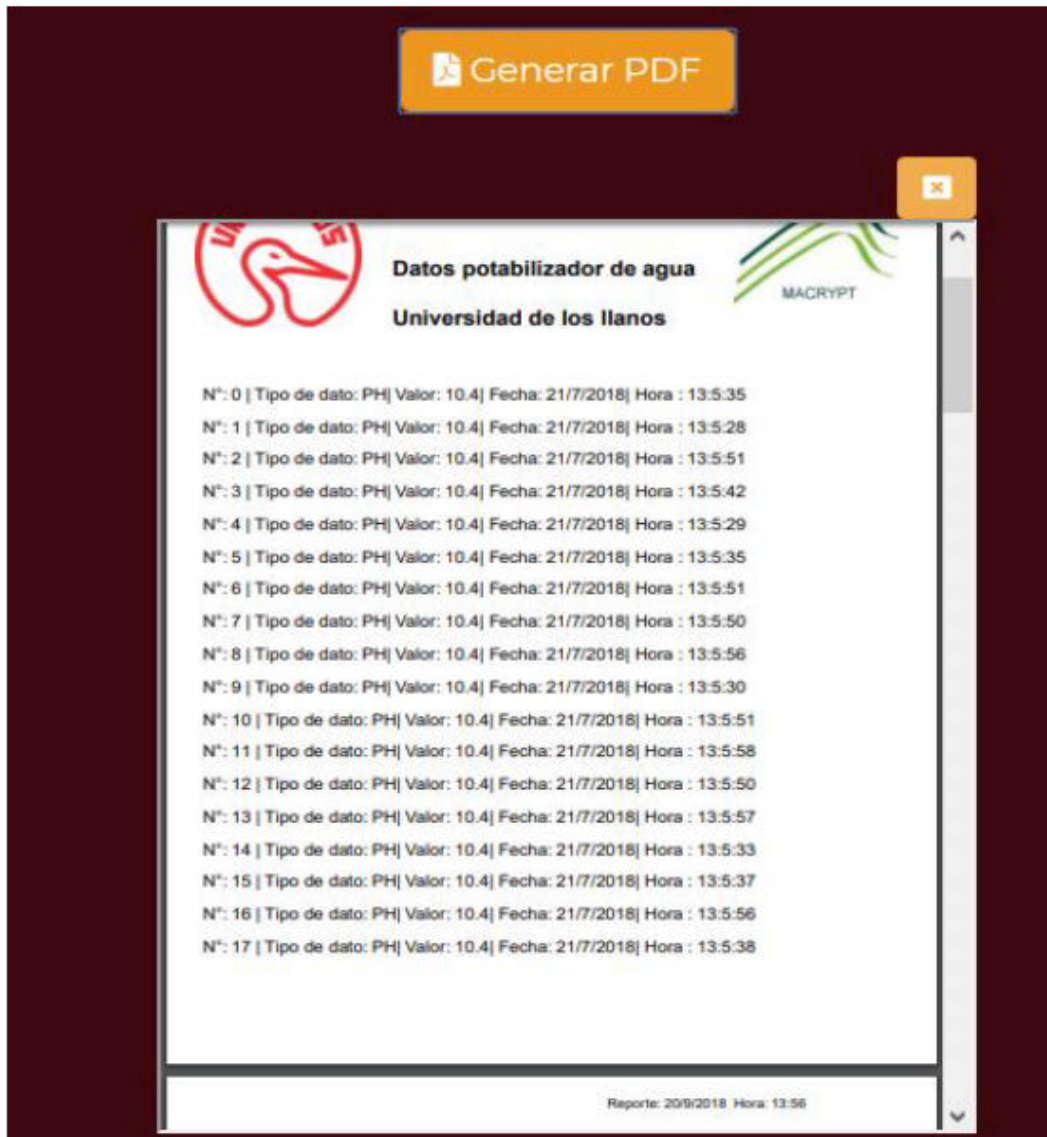 Generar PDF
Datos potabilizador de agua
MACRYPT
Universidad de los llanos
N°: 0 | Tipo de dato: PH| Valor: 10.4| Fecha: 21/7/2018| Hora : 13:5:35
N°: 1 | Tipo de dato: PH| Valor: 10.4| Fecha: 21/7/2018| Hora : 13:5:28
N°: 2 | Tipo de dato: PH| Valor: 10.4| Fecha: 21/7/2018| Hora : 13:5:51
N°: 3 | Tipo de dato: PH| Valor: 10.4| Fecha: 21/7/2018| Hora : 13:5:42
N°: 4 | Tipo de dato: PH| Valor: 10.4| Fecha: 21/7/2018| Hora : 13:5:29
N°: 5 | Tipo de dato: PH| Valor: 10.4| Fecha: 21/7/2018| Hora : 13:5:35
N°: 6 | Tipo de dato: PH| Valor: 10.4| Fecha: 21/7/2018| Hora : 13:5:51
N°: 7 | Tipo de dato: PH| Valor: 10.4| Fecha: 21/7/2018| Hora : 13:5:50
N°: 8 | Tipo de dato: PH| Valor: 10.4| Fecha: 21/7/2018| Hora : 13:5:56
N°: 9 | Tipo de dato: PH| Valor: 10.4| Fecha: 21/7/2018| Hora : 13:5:30
N°: 10 | Tipo de dato: PH| Valor: 10.4| Fecha: 21/7/2018| Hora : 13:5:51
N°: 11 | Tipo de dato: PH| Valor: 10.4| Fecha: 21/7/2018| Hora : 13:5:58
N°: 12 | Tipo de dato: PH| Valor: 10.4| Fecha: 21/7/2018| Hora : 13:5:50
N°: 13 | Tipo de dato: PH| Valor: 10.4| Fecha: 21/7/2018| Hora : 13:5:57
N°: 14 | Tipo de dato: PH| Valor: 10.4| Fecha: 21/7/2018| Hora : 13:5:33
N°: 15 | Tipo de dato: PH| Valor: 10.4| Fecha: 21/7/2018| Hora : 13:5:37
N°: 16 | Tipo de dato: PH| Valor: 10.4| Fecha: 21/7/2018| Hora : 13:5:56
N°: 17 | Tipo de dato: PH| Valor: 10.4| Fecha: 21/7/2018| Hora : 13:5:38
Reporte: 20/9/2018 Hora: 13:56